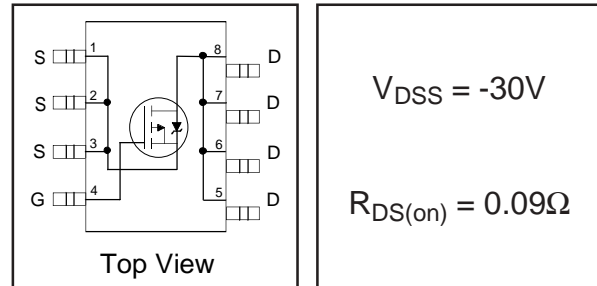 S 1 8 D
S 2 7 D
S 3 6 D
G 4 5 D
Top View
VDSS = -30V
RDS(on) = 0.09Ω